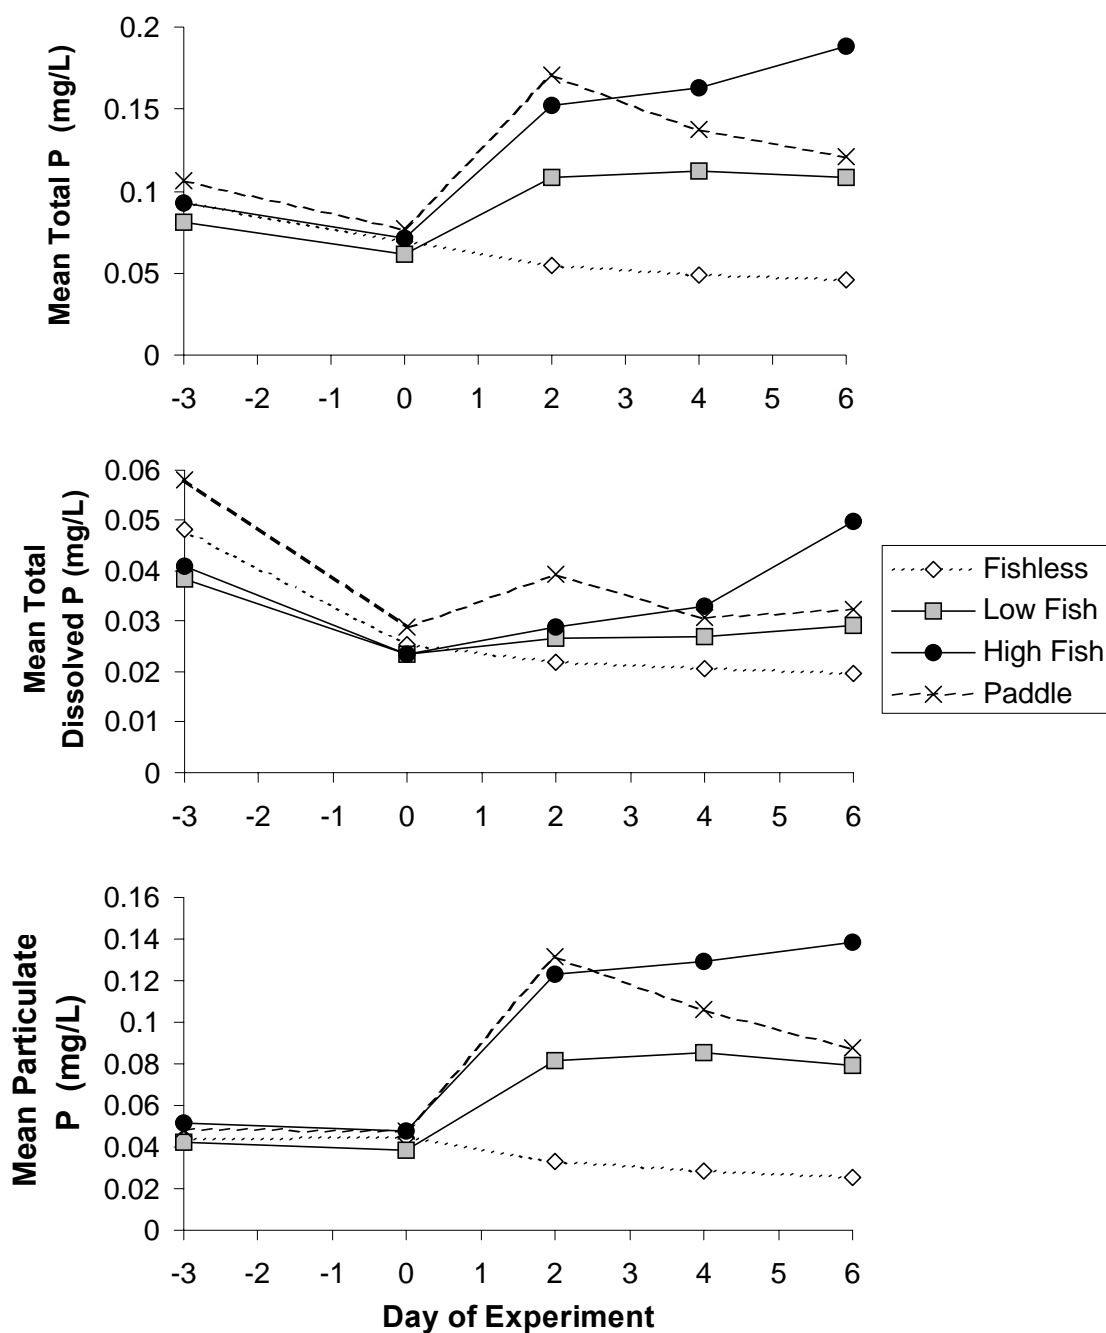 Mean Total P (mg/L)
0.2
0.15
0.1
0.05
0
-3 -2 -1 0 1 2 3 4 5 6
Mean Total
Dissolved P (mg/L)
0.06
0.05
0.04
0.03
0.02
0.01
0
-3 -2 -1 0 1 2 3 4 5 6
Fishless
Low Fish
High Fish
Paddle
Mean Particulate
P (mg/L)
0.16
0.14
0.12
0.1
0.08
0.06
0.04
0.02
0
-3 -2 -1 0 1 2 3 4 5 6
Day of Experiment